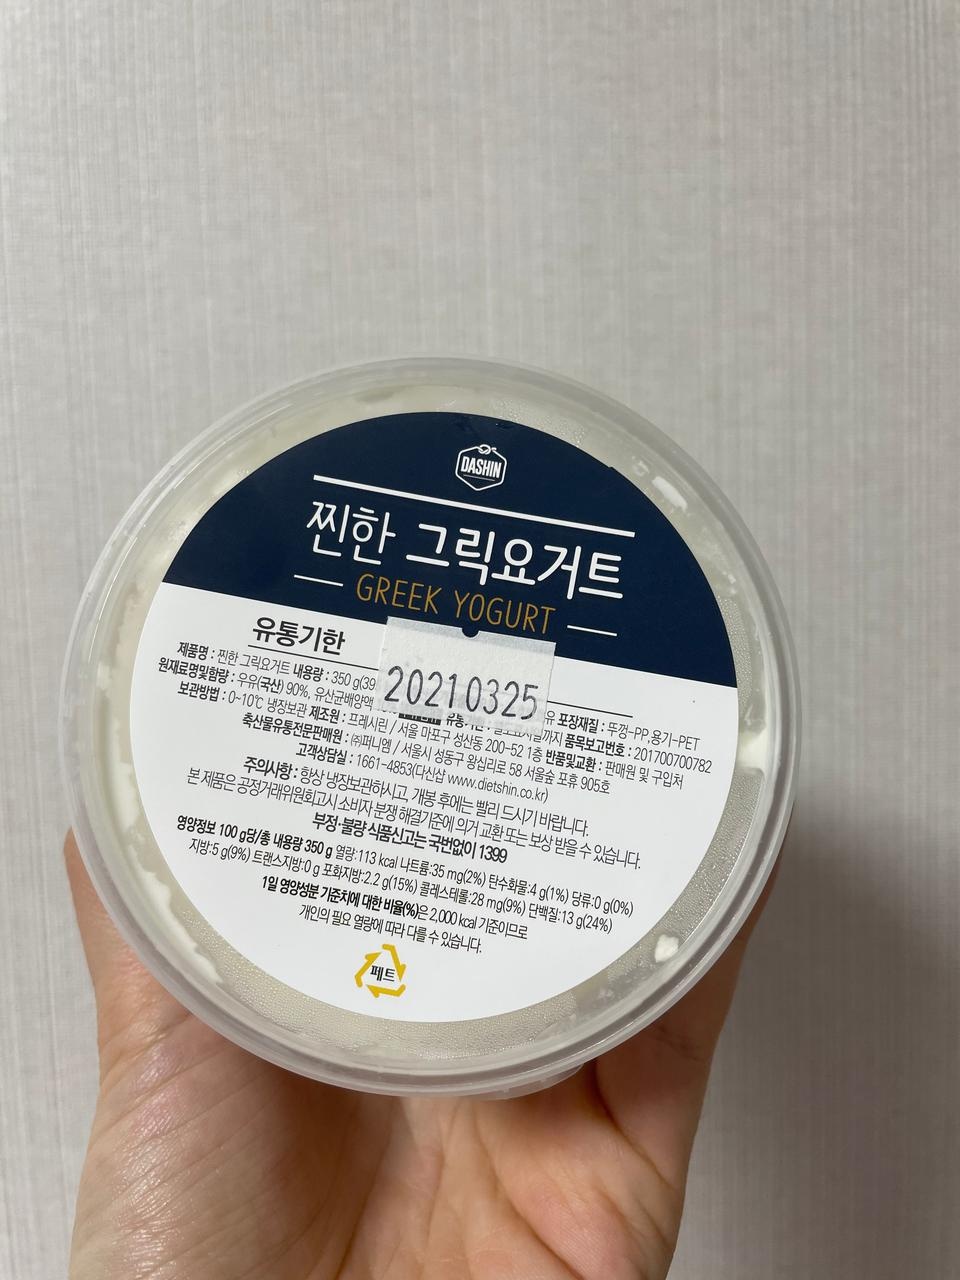 DASHIN
찐한 그릭요거트
GREEK YOGURT
유통기한
20210325
제품명 : 찐한 그릭요거트 내용량 : 350 g(39 유 포장재질 : 뚜껑-PP,용기-PET
원재료명및함량 : 우유(국산) 90%, 유산균배양액 까지 품목보고번호 : 201700700782
보관방법 : 0~10℃ 냉장보관 제조원 : 프레시린 / 서울 마포구 성산동 200-52 1층 반품및교환 : 판매원 및 구입처
축산물유통전문판매원 : ㈜퍼니엠 / 서울시 성동구 왕십리로 58 서울숲 포휴 905호
고객상담실 : 1661-4853(다신샵 www.dietshin.co.kr)
주의사항 : 항상 냉장보관하시고, 개봉 후에는 빨리 드시기 바랍니다.
본 제품은 공정거래위원회고시 소비자 분쟁 해결기준에 의거 교환 또는 보상 받을 수 있습니다.
부정·불량 식품신고는 국번없이 1399
영양정보 100 g당/총 내용량 350 g 열량:113 kcal 나트륨:35 mg(2%) 탄수화물:4 g(1%) 당류:0 g(0%)
지방:5 g(9%) 트랜스지방:0 g 포화지방:2.2 g(15%) 콜레스테롤:28 mg(9%) 단백질:13 g(24%)
1일 영양성분 기준치에 대한 비율(%)은 2,000 kcal 기준이므로
개인의 필요 열량에 따라 다를 수 있습니다.
페트